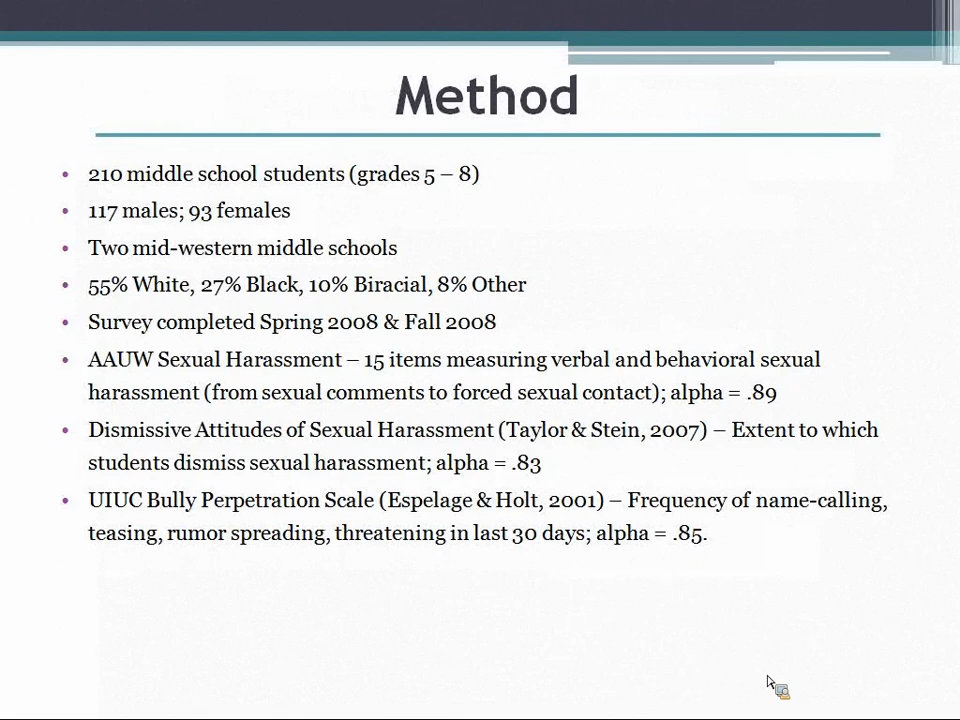 Method
• 210 middle school students (grades 5 – 8)
• 117 males; 93 females
• Two mid-western middle schools
• 55% White, 27% Black, 10% Biracial, 8% Other
• Survey completed Spring 2008 & Fall 2008
• AAUW Sexual Harassment – 15 items measuring verbal and behavioral sexual
harassment (from sexual comments to forced sexual contact); alpha = .89
• Dismissive Attitudes of Sexual Harassment (Taylor & Stein, 2007) – Extent to which
students dismiss sexual harassment; alpha = .83
• UIUC Bully Perpetration Scale (Espelage & Holt, 2001) – Frequency of name-calling,
teasing, rumor spreading, threatening in last 30 days; alpha = .85.